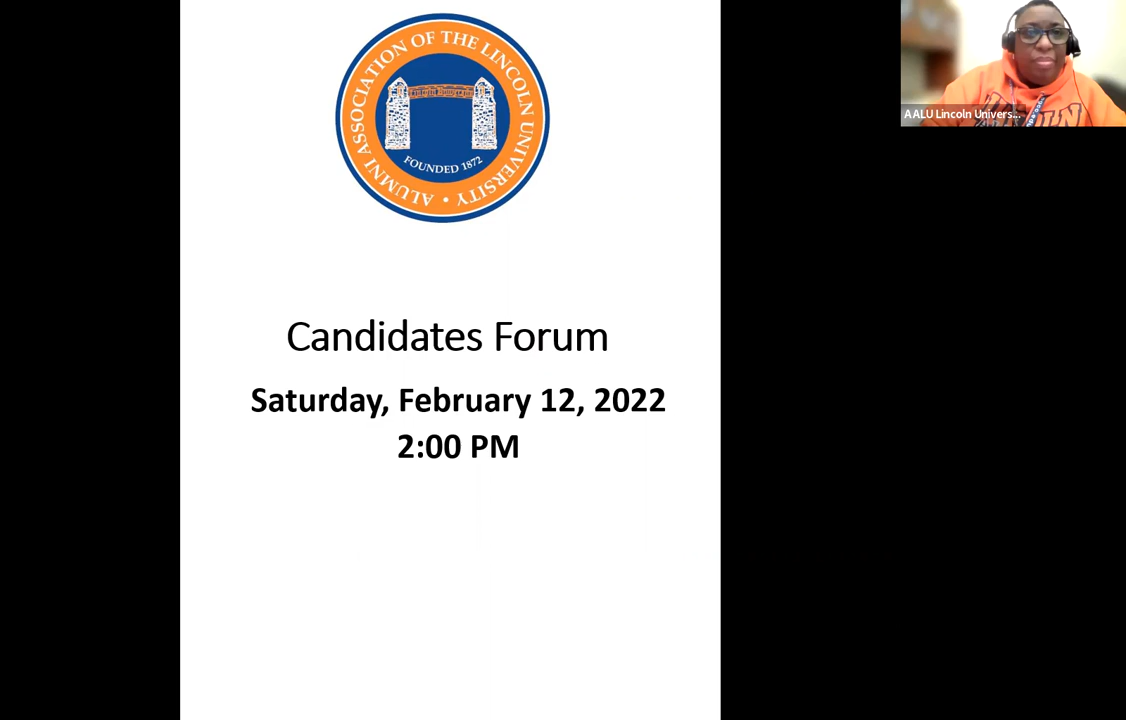 ALUMNI ASSOCIATION OF THE LINCOLN UNIVERSITY •
FOUNDED 1872
AALU Lincoln Univers...
Candidates Forum
Saturday, February 12, 2022
2:00 PM